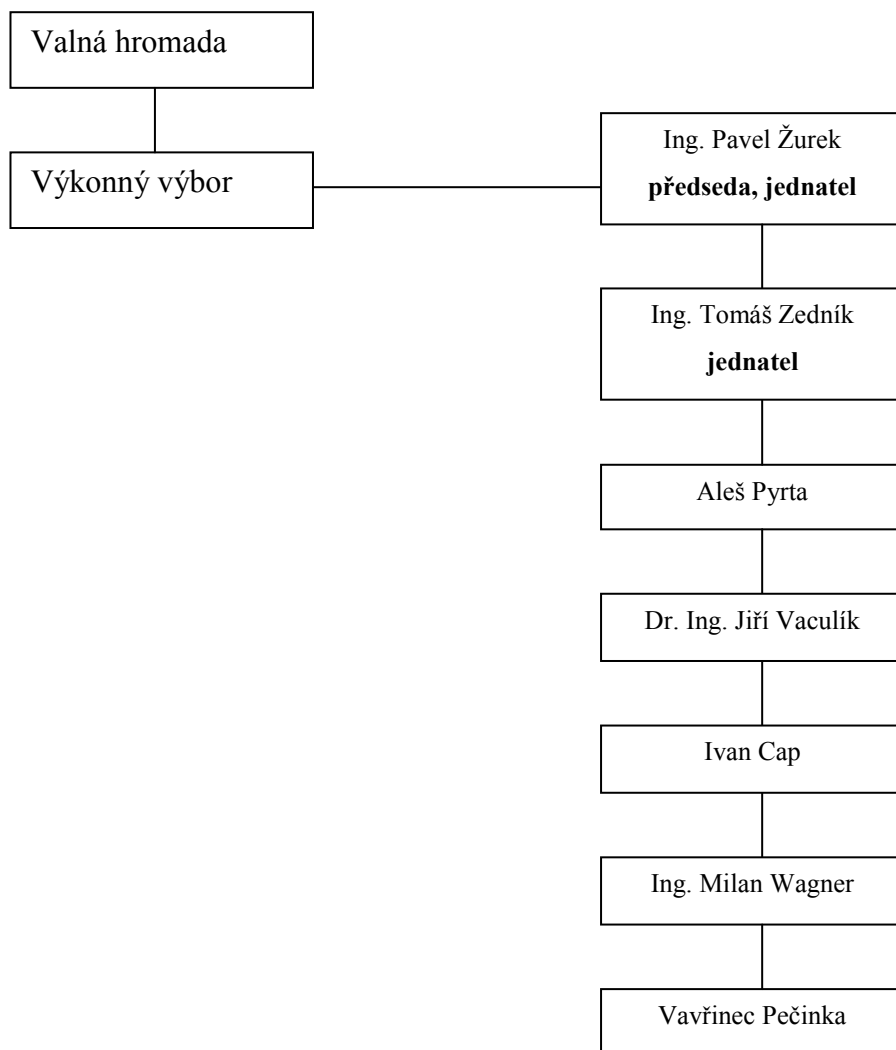 Valná hromada
Výkonný výbor
Ing. Pavel Žurek
předseda, jednatel
Ing. Tomáš Zedník
jednatel
Aleš Pyrta
Dr. Ing. Jiří Vaculík
Ivan Cap
Ing. Milan Wagner
Vavřinec Pečinka